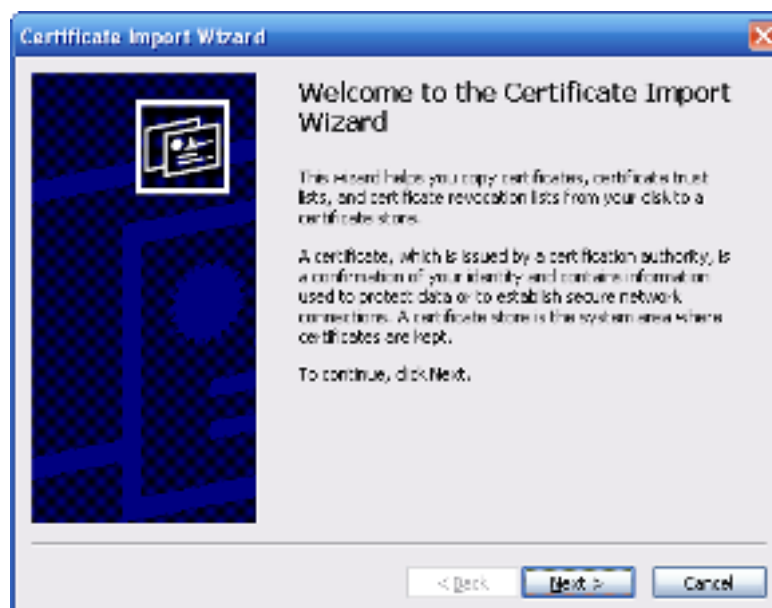 Certificate Import Wizard
Welcome to the Certificate Import
Wizard
This wizard helps you copy certificates, certificate trust
lists, and certificate revocation lists from your disk to a
certificate store.
A certificate, which is issued by a certification authority, is
a confirmation of your identity and contains information
used to protect data or to establish secure network
connections. A certificate store is the system area where
certificates are kept.
To continue, click Next.
< Back
Next >
Cancel